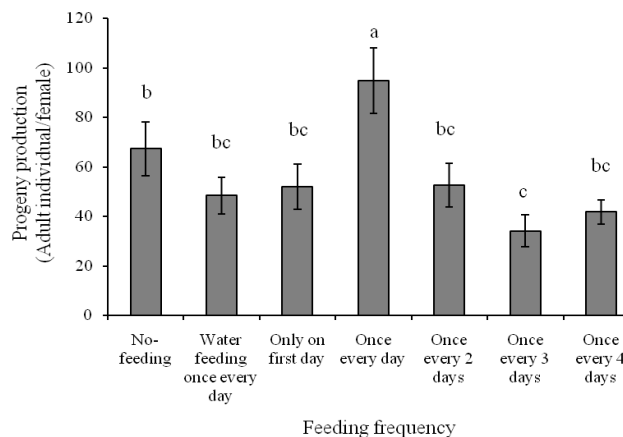 120
100
80
60
40
20
0
Progeny production
(Adult individual/female)
b
bc
bc
a
bc
c
bc
No-
feeding
Water
feeding
once every
day
Only on
first day
Once
every day
Once
every 2
days
Once
every 3
days
Once
every 4
days
Feeding frequency